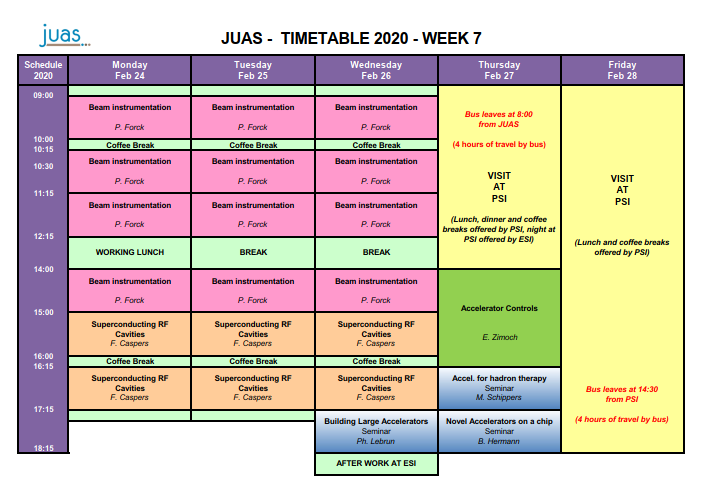 juas
JUAS - TIMETABLE 2020 - WEEK 7
Schedule
2020
Monday
Feb 24
Tuesday
Feb 25
Wednesday
Feb 26
Thursday
Feb 27
Friday
Feb 28
09:00
10:00
10:15
10:30
11:15
12:15
14:00
15:00
16:00
16:15
17:15
18:15
Beam instrumentation
P. Forck
Coffee Break
Beam instrumentation
P. Forck
Beam instrumentation
P. Forck
WORKING LUNCH
Beam instrumentation
P. Forck
Superconducting RF
Cavities
F. Caspers
Coffee Break
Superconducting RF
Cavities
F. Caspers
Beam instrumentation
P. Forck
Coffee Break
Beam instrumentation
P. Forck
Beam instrumentation
P. Forck
BREAK
Beam instrumentation
P. Forck
Superconducting RF
Cavities
F. Caspers
Coffee Break
Superconducting RF
Cavities
F. Caspers
Beam instrumentation
P. Forck
Coffee Break
Beam instrumentation
P. Forck
Beam instrumentation
P. Forck
BREAK
Beam instrumentation
P. Forck
Superconducting RF
Cavities
F. Caspers
Coffee Break
Superconducting RF
Cavities
F. Caspers
Building Large Accelerators
Seminar
Ph. Lebrun
AFTER WORK AT ESI
Bus leaves at 8:00
from JUAS
(4 hours of travel by bus)
VISIT
AT
PSI
(Lunch, dinner and coffee
breaks offered by PSI, night at
PSI offered by ESI)
Accelerator Controls
E. Zimoch
Accel. for hadron therapy
Seminar
M. Schippers
Novel Accelerators on a chip
Seminar
B. Hermann
VISIT
AT
PSI
(Lunch and coffee breaks
offered by PSI)
Bus leaves at 14:30
from PSI
(4 hours of travel by bus)